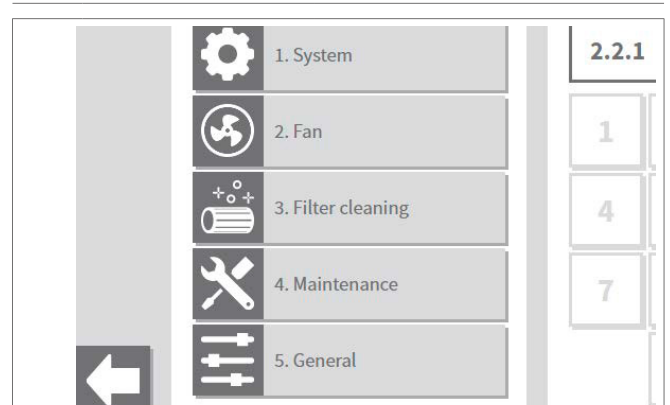 1. System
2. Fan
3. Filter cleaning
4. Maintenance
5. General
2.2.1
1
4
7